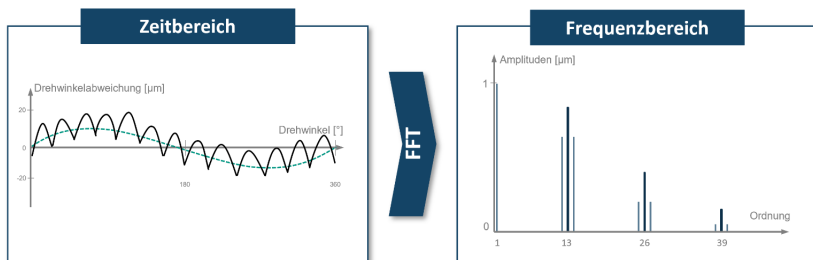 Zeitbereich
Drehwinkelabweichung [µm]
20
0
-20
Drehwinkel [°]
180
360
FFT
Frequenzbereich
Amplituden [µm]
1
0
Ordnung
1 13 26 39